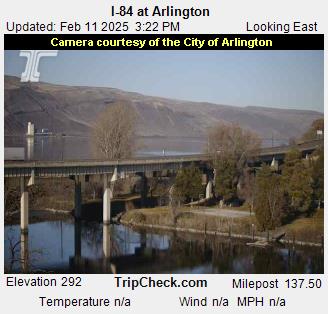 I-84 at Arlington
Updated: Feb 11 2025 3:22 PM Looking East
Camera courtesy of the City of Arlington
Elevation 292 TripCheck.com Milepost 137.50
Temperature n/a Wind n/a MPH n/a